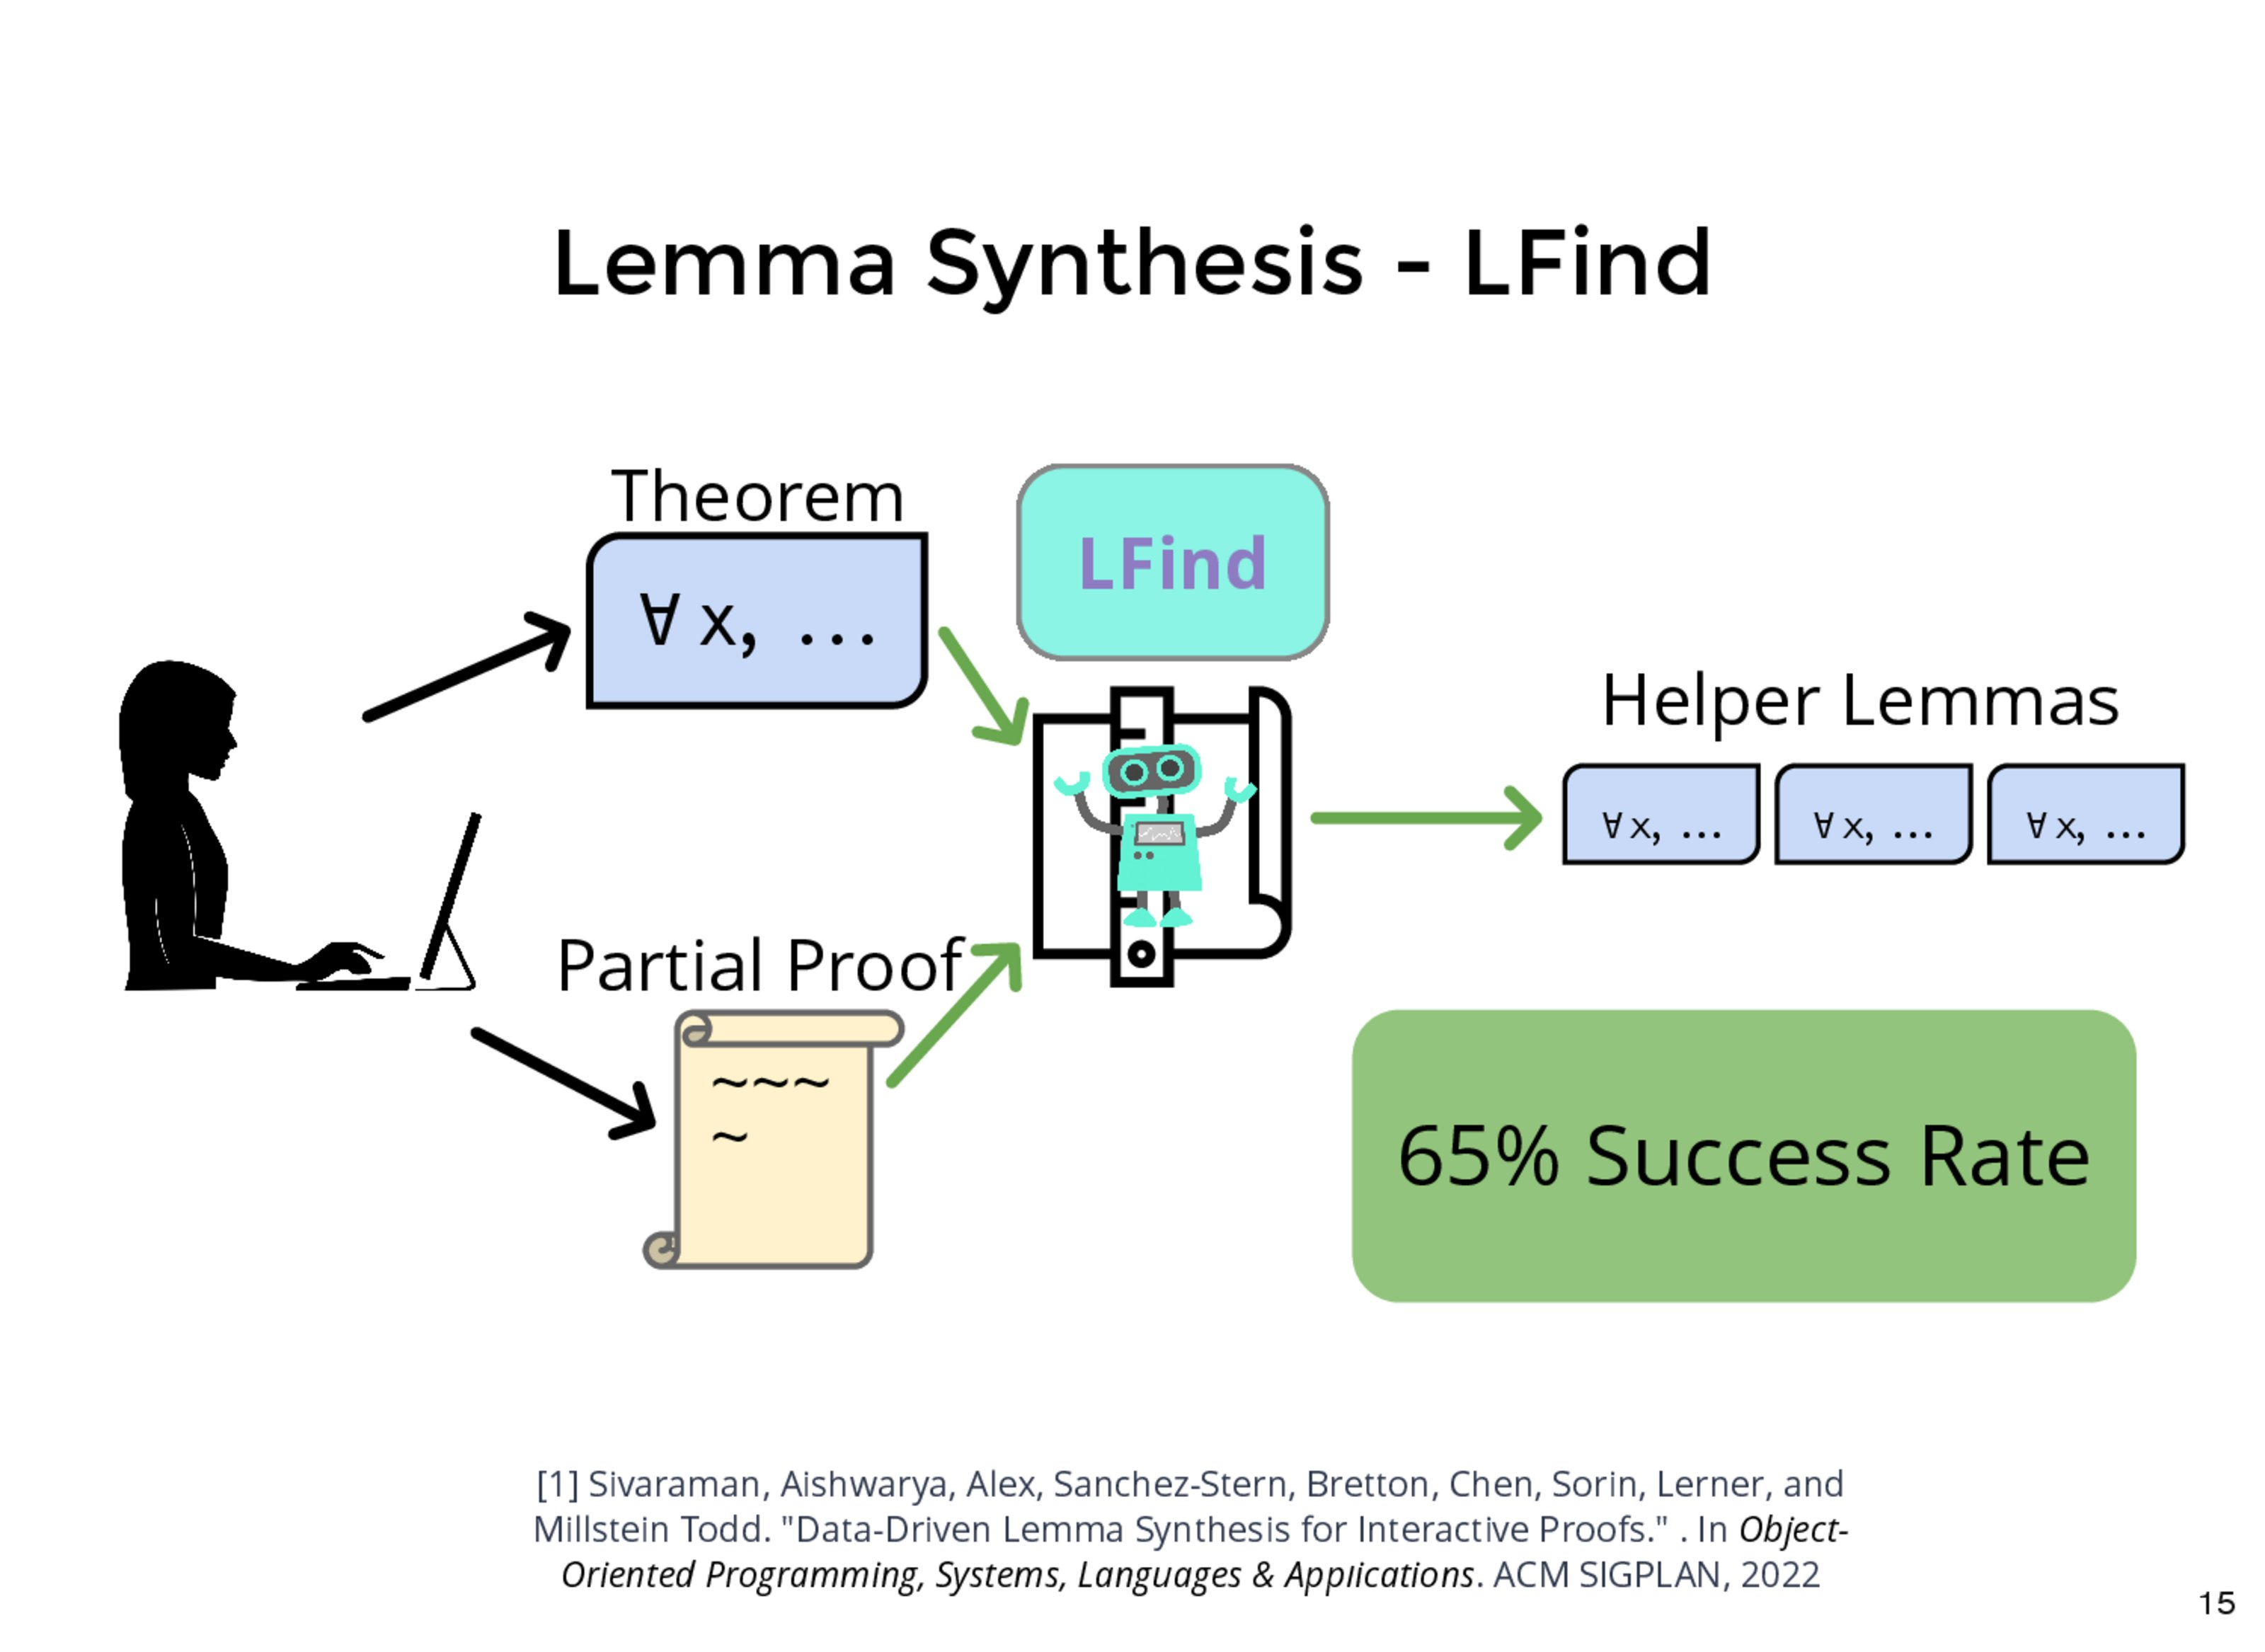 Lemma Synthesis - LFind
Theorem
∀ x, ...
LFind
Helper Lemmas
∀ x, ...
∀ x, ...
∀ x, ...
Partial Proof
~~~
~
65% Success Rate
[1] Sivaraman, Aishwarya, Alex, Sanchez-Stern, Bretton, Chen, Sorin, Lerner, and
Millstein Todd. "Data-Driven Lemma Synthesis for Interactive Proofs." . In Object-
Oriented Programming, Systems, Languages & Applications. ACM SIGPLAN, 2022
15